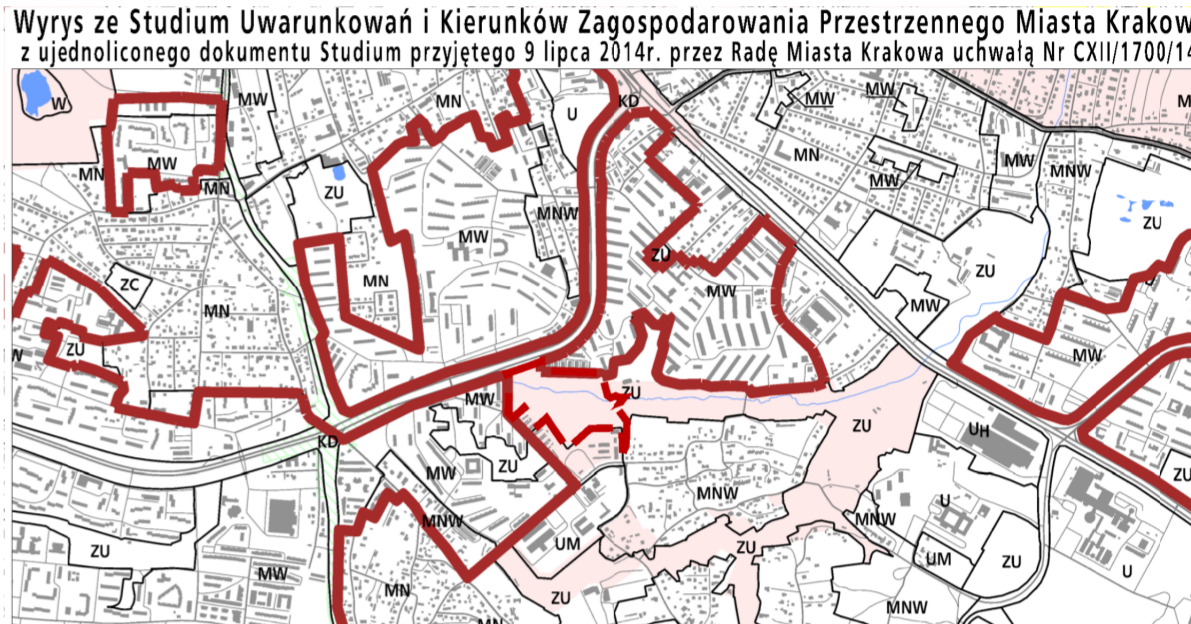 Wyrys ze Studium Uwarunkowań i Kierunków Zagospodarowania Przestrzennego Miasta Krakow
z ujednoliconego dokumentu Studium przyjętego 9 lipca 2014r. przez Radę Miasta Krakowa uchwałą Nr CXII/1700/14
W
MW
MN
U
KD
MW
MW
M
MW
MN
MN
ZU
MN
MW
MNW
MNW
MW
ZU
MW
ZU
ZU
ZC
MN
MN
MW
MW
ZU
MW
ZU
MW
ZU
KD
MW
ZU
ZU
UH
ZU
MNW
MNW
MNW
U
ZU
UM
ZU
UM
ZU
U
MW
MN
ZU
MNW
MN